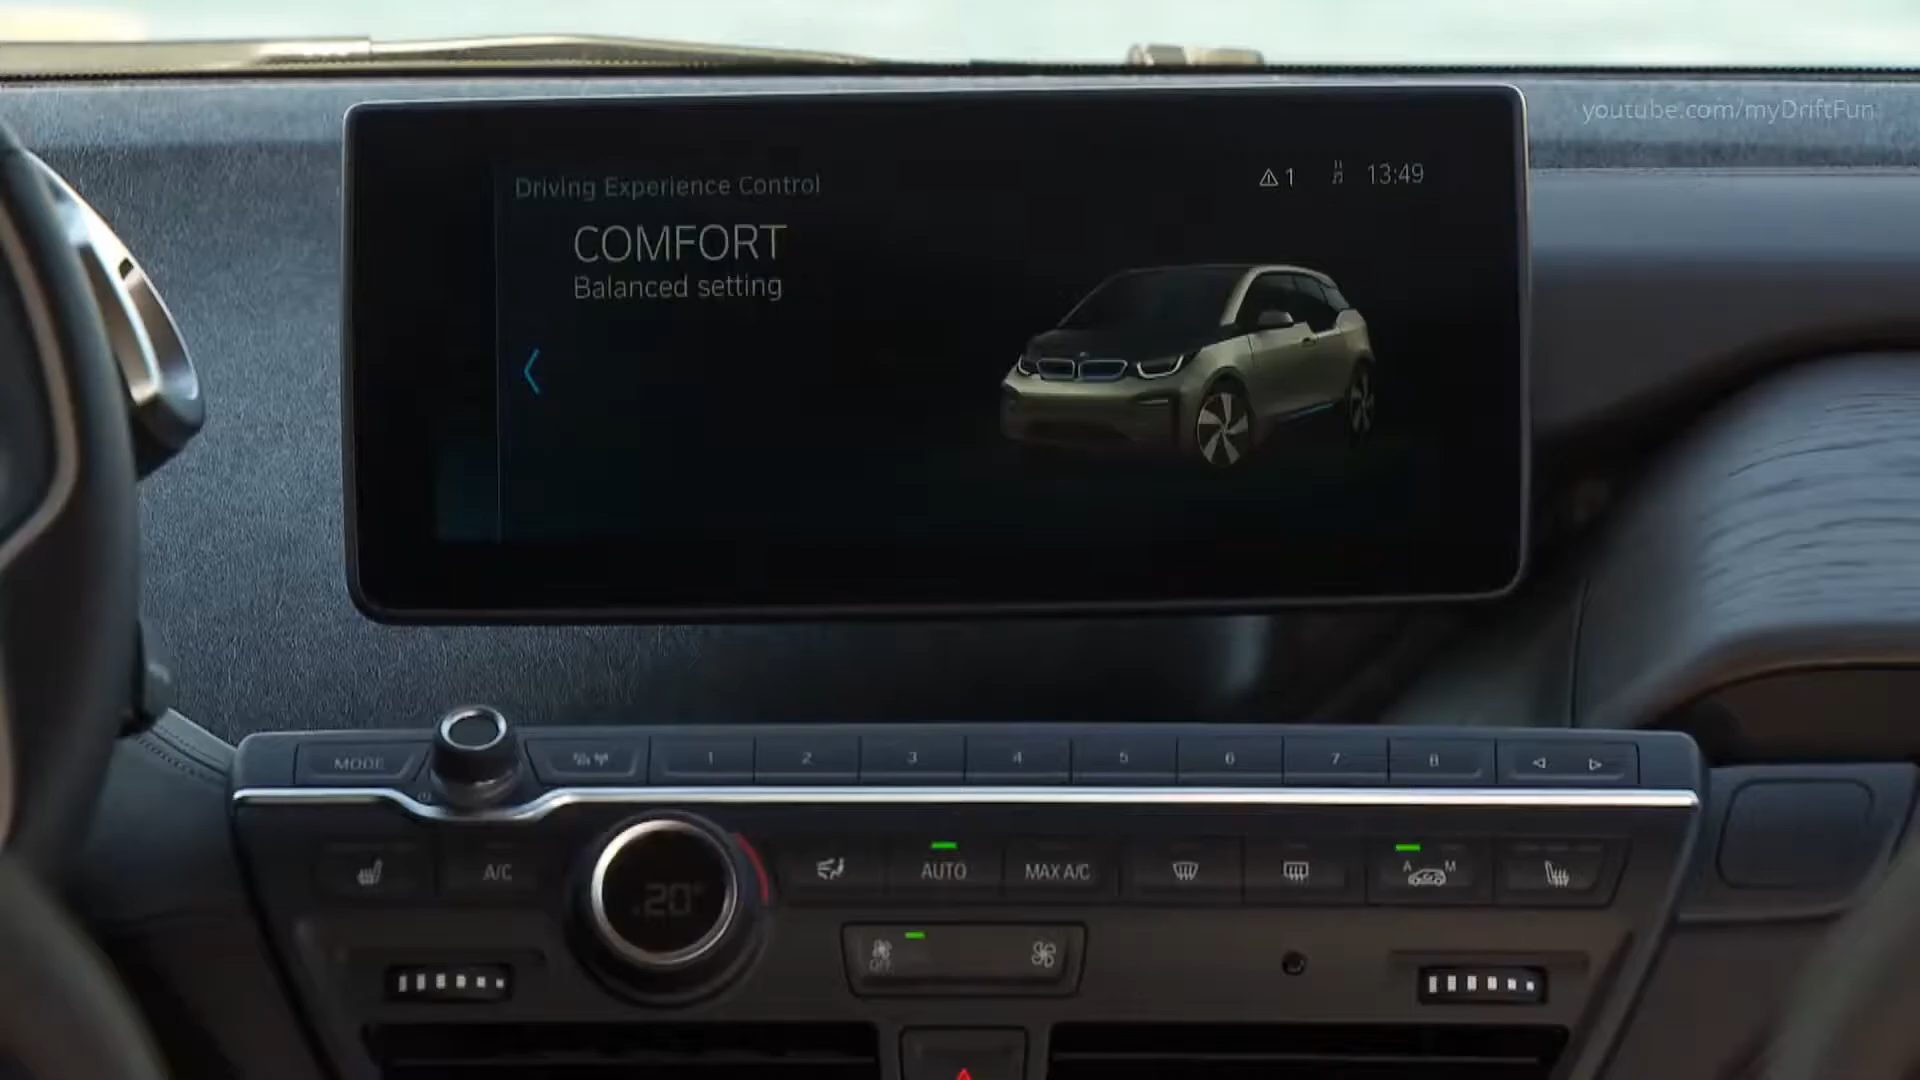 youtube.com/myDriftFun
Driving Experience Control
1 13:49
COMFORT
Balanced setting
MODE 1 2 3 4 5 6 7 8
A/C 20° AUTO MAX A/C A M
OFF